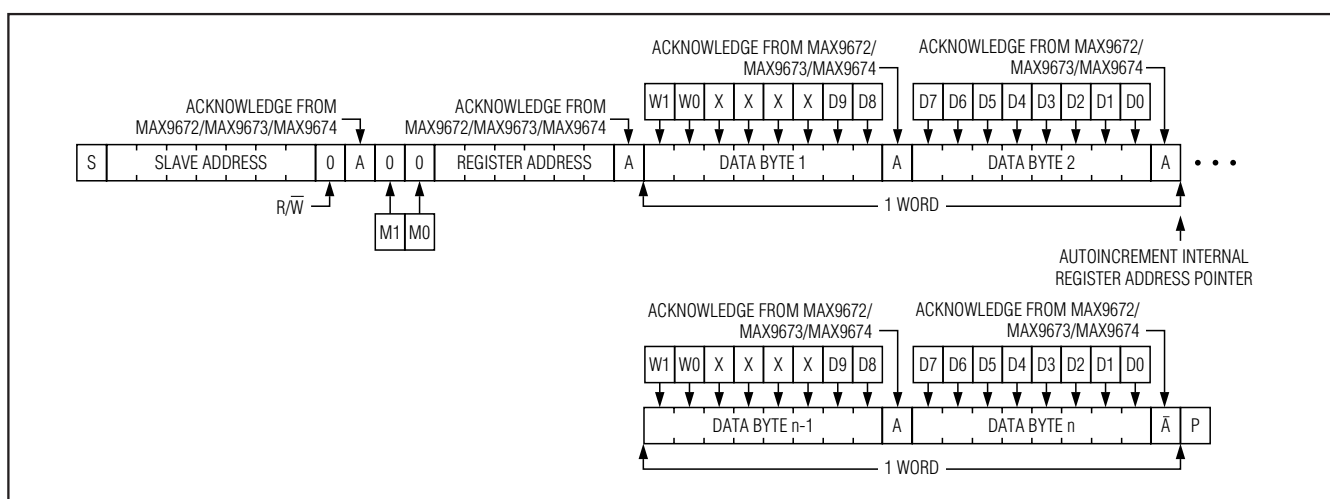 ACKNOWLEDGE FROM MAX9672/
MAX9673/MAX9674
ACKNOWLEDGE FROM MAX9672/
MAX9673/MAX9674
W1 W0 X X X X D9 D8
D7 D6 D5 D4 D3 D2 D1 D0
ACKNOWLEDGE FROM
MAX9672/MAX9673/MAX9674
ACKNOWLEDGE FROM
MAX9672/MAX9673/MAX9674
S SLAVE ADDRESS 0 A 0 0 REGISTER ADDRESS A DATA BYTE 1 A DATA BYTE 2 A • • •
R/W̅
1 WORD
M1 M0
AUTOINCREMENT INTERNAL
REGISTER ADDRESS POINTER
ACKNOWLEDGE FROM MAX9672/
MAX9673/MAX9674
ACKNOWLEDGE FROM MAX9672/
MAX9673/MAX9674
W1 W0 X X X X D9 D8
D7 D6 D5 D4 D3 D2 D1 D0
DATA BYTE n-1 A DATA BYTE n A̅ P
1 WORD